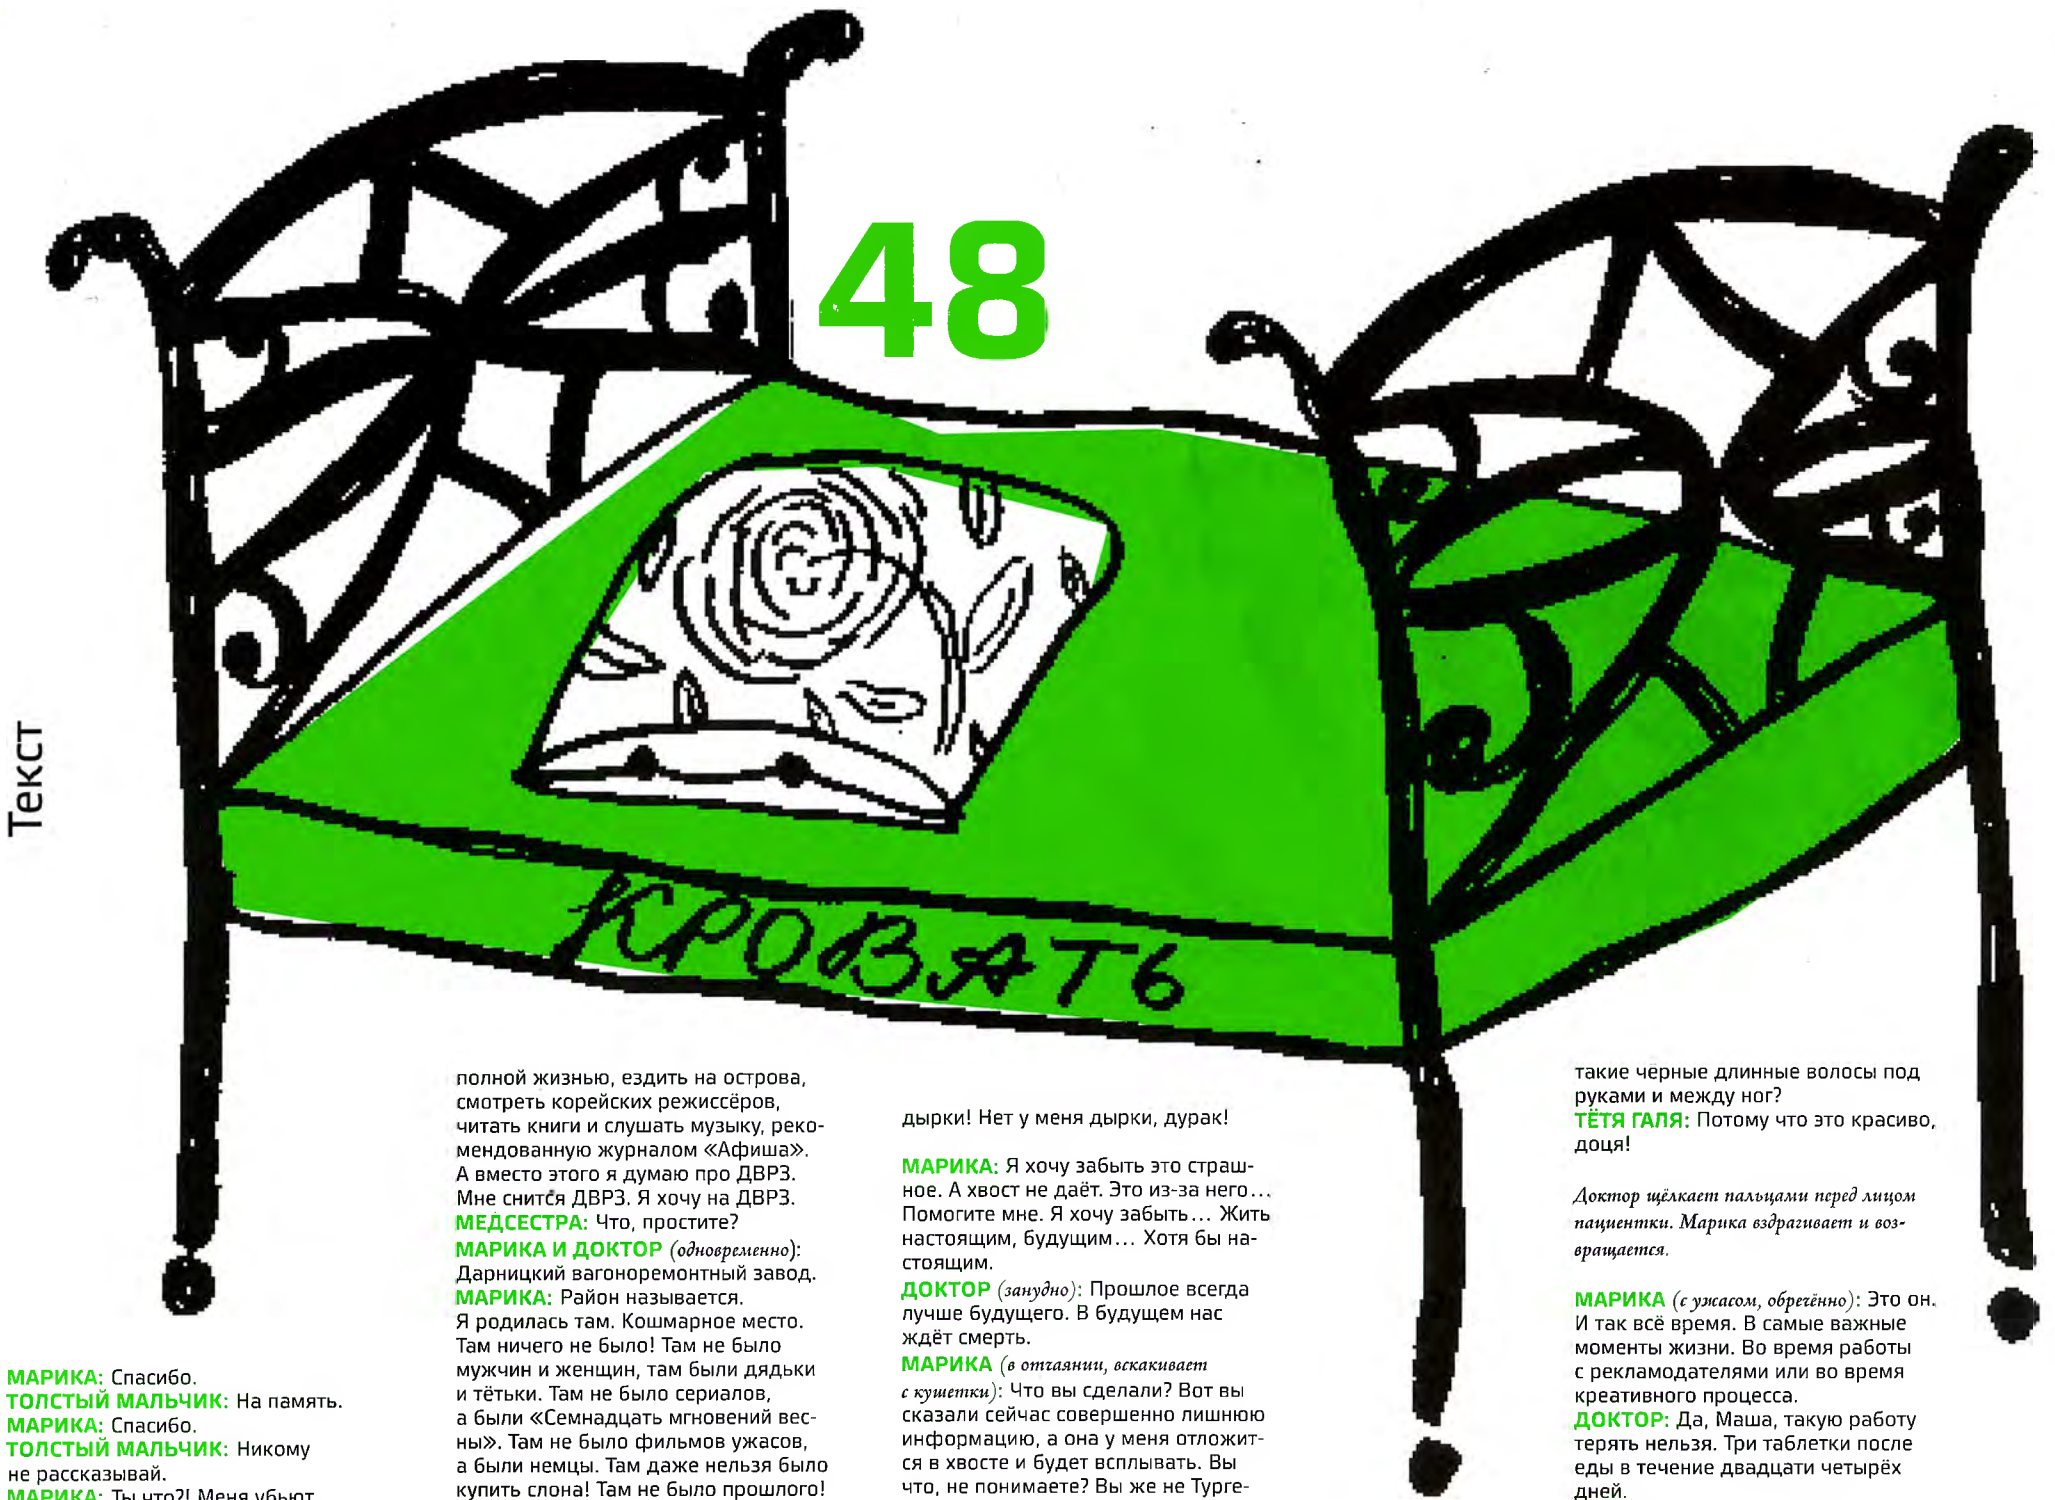 48
Текст
КРОВАТЬ
МАРИКА: Спасибо.
ТОЛСТЫЙ МАЛЬЧИК: На память.
МАРИКА: Спасибо.
ТОЛСТЫЙ МАЛЬЧИК: Никому
не рассказывай.
МАРИКА: Ты что?! Меня убьют
полной жизнью, ездить на острова,
смотреть корейских режиссёров,
читать книги и слушать музыку, реко-
мендованную журналом «Афиша».
А вместо этого я думаю про ДВРЗ.
Мне снится ДВРЗ. Я хочу на ДВРЗ.
МЕДСЕСТРА: Что, простите?
МАРИКА И ДОКТОР (одновременно):
Дарницкий вагоноремонтный завод.
МАРИКА: Район называется.
Я родилась там. Кошмарное место.
Там ничего не было! Там не было
мужчин и женщин, там были дядьки
и тётьки. Там не было сериалов,
а были «Семнадцать мгновений вес-
ны». Там не было фильмов ужасов,
а были немцы. Там даже нельзя было
купить слона! Там не было прошлого!
дырки! Нет у меня дырки, дурак!
МАРИКА: Я хочу забыть это страш-
ное. А хвост не даёт. Это из-за него...
Помогите мне. Я хочу забыть... Жить
настоящим, будущим... Хотя бы на-
стоящим.
ДОКТОР (занудно): Прошлое всегда
лучше будущего. В будущем нас
ждёт смерть.
МАРИКА (в отчаянии, вскакивает
с кушетки): Что вы сделали? Вот вы
сказали сейчас совершенно лишнюю
информацию, а она у меня отложит-
ся в хвосте и будет всплывать. Вы
что, не понимаете? Вы же не Турге-
такие чёрные длинные волосы под
руками и между ног?
ТЁТЯ ГАЛЯ: Потому что это красиво,
доця!
Доктор щёлкает пальцами перед лицом
пациентки. Марика вздрагивает и воз-
вращается.
МАРИКА (с ужасом, обречённо): Это он.
И так всё время. В самые важные
моменты жизни. Во время работы
с рекламодателями или во время
креативного процесса.
ДОКТОР: Да, Маша, такую работу
терять нельзя. Три таблетки после
еды в течение двадцати четырёх
дней.